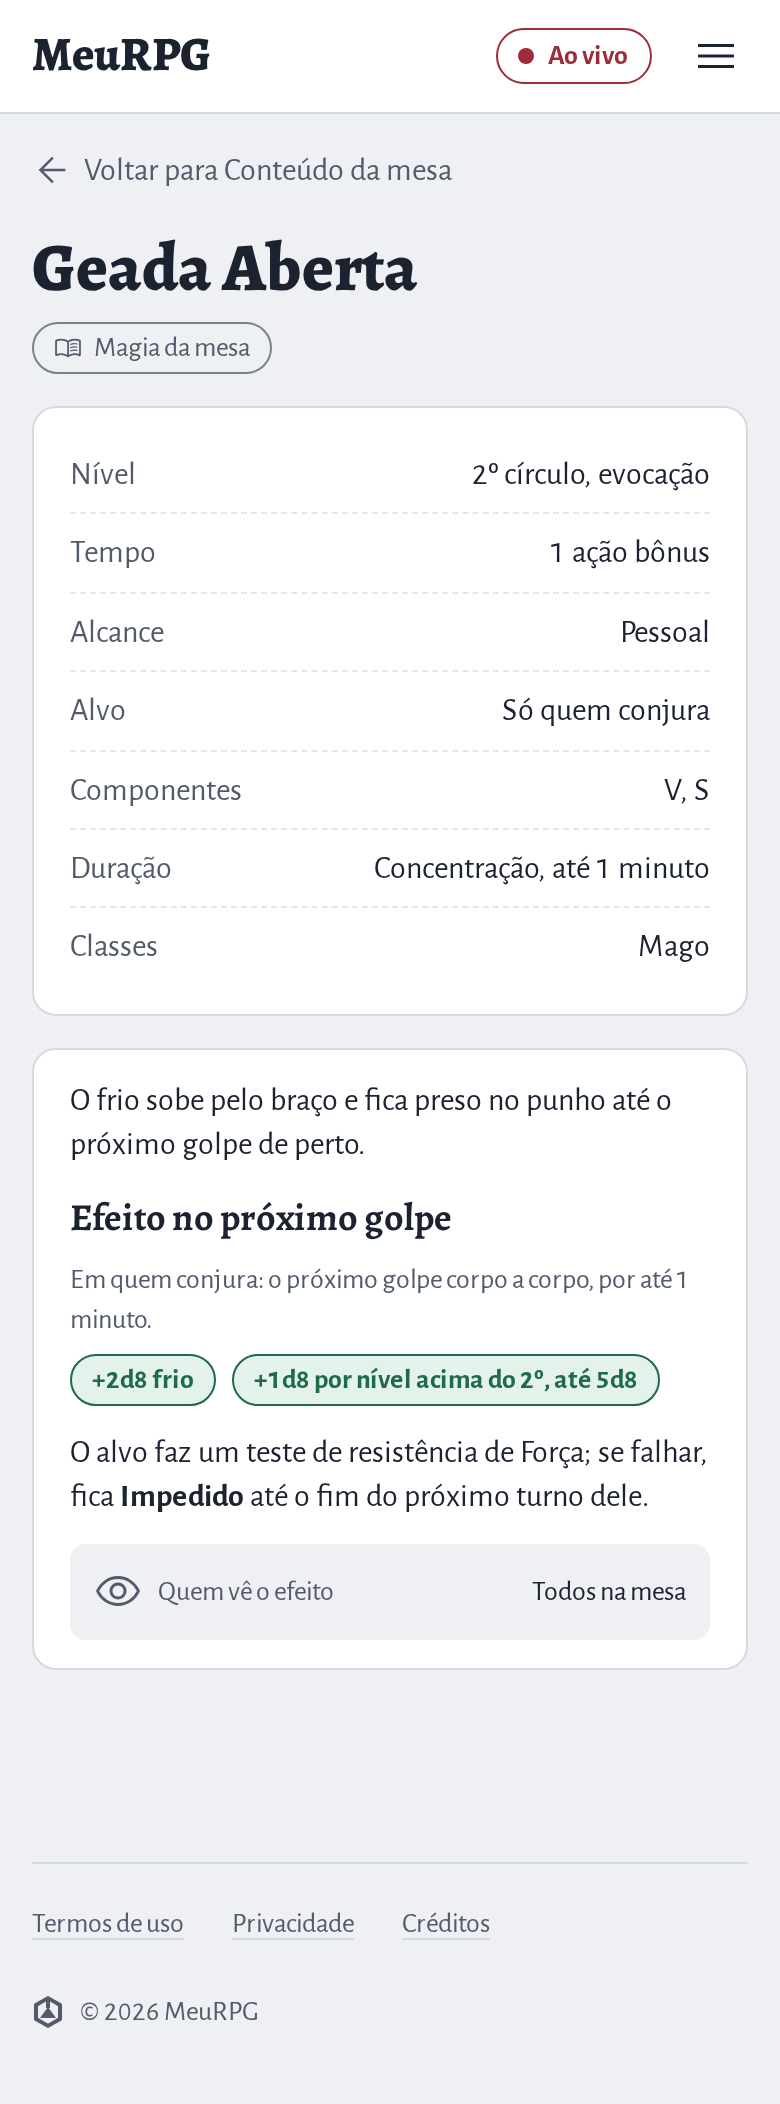 MeuRPG
Ao vivo
Voltar para Conteúdo da mesa
Geada Aberta
Magia da mesa
Nível 2º círculo, evocação
Tempo 1 ação bônus
Alcance Pessoal
Alvo Só quem conjura
Componentes V, S
Duração Concentração, até 1 minuto
Classes Mago
O frio sobe pelo braço e fica preso no punho até o
próximo golpe de perto.
Efeito no próximo golpe
Em quem conjura: o próximo golpe corpo a corpo, por até 1
minuto.
+2d8 frio
+1d8 por nível acima do 2º, até 5d8
O alvo faz um teste de resistência de Força; se falhar,
fica Impedido até o fim do próximo turno dele.
Quem vê o efeito Todos na mesa
Termos de uso Privacidade Créditos
© 2026 MeuRPG